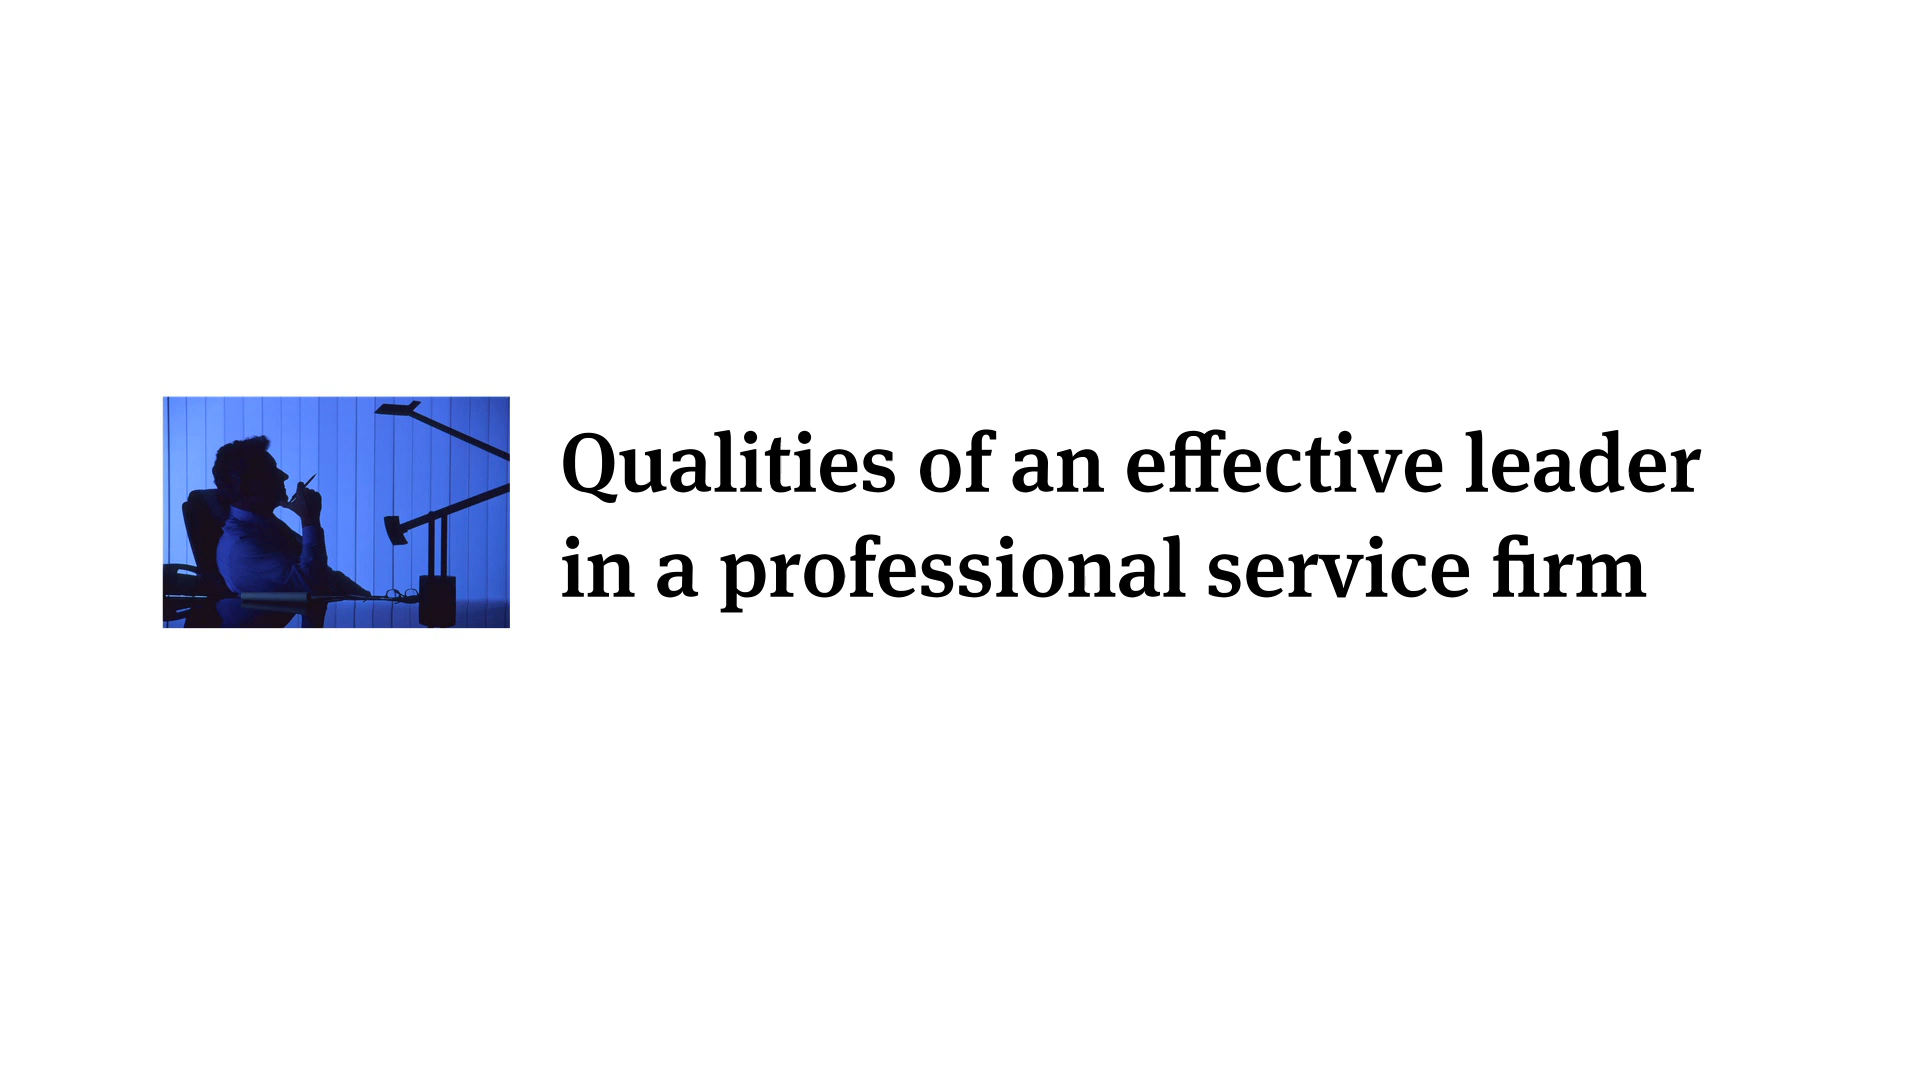 Qualities of an effective leader
in a professional service firm